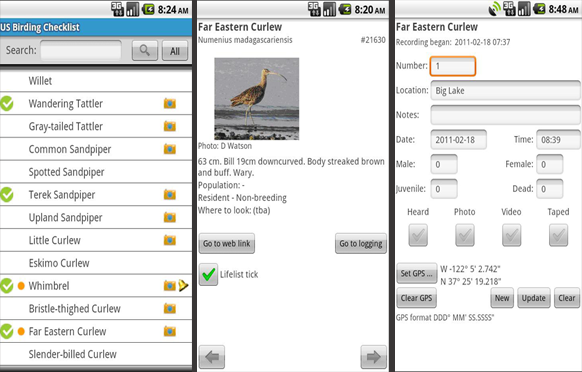 3G
8:24 AM
US Birding Checklist
Search:
All
Willet
Wandering Tattler
Gray-tailed Tattler
Common Sandpiper
Spotted Sandpiper
Terek Sandpiper
Upland Sandpiper
Little Curlew
Eskimo Curlew
Whimbrel
Bristle-thighed Curlew
Far Eastern Curlew
Slender-billed Curlew
3G
8:20 AM
Far Eastern Curlew
Numenius madagascariensis #21630
Photo: D Watson
63 cm. Bill 19cm downcurved. Body streaked brown
and buff. Wary.
Population: -
Resident - Non-breeding
Where to look: (tba)
Go to web link Go to logging
Lifelist tick
3G
8:48 AM
Far Eastern Curlew
Recording began: 2011-02-18 07:37
Number: 1
Location: Big Lake
Notes:
Date: 2011-02-18 Time: 08:39
Male: 0 Female: 0
Juvenile: 0 Dead: 0
Heard Photo Video Taped
Set GPS ... W -122° 5' 2.742"
N 37° 25' 19.218"
Clear GPS New Update Clear
GPS format DDD° MM' SS.SSSS"